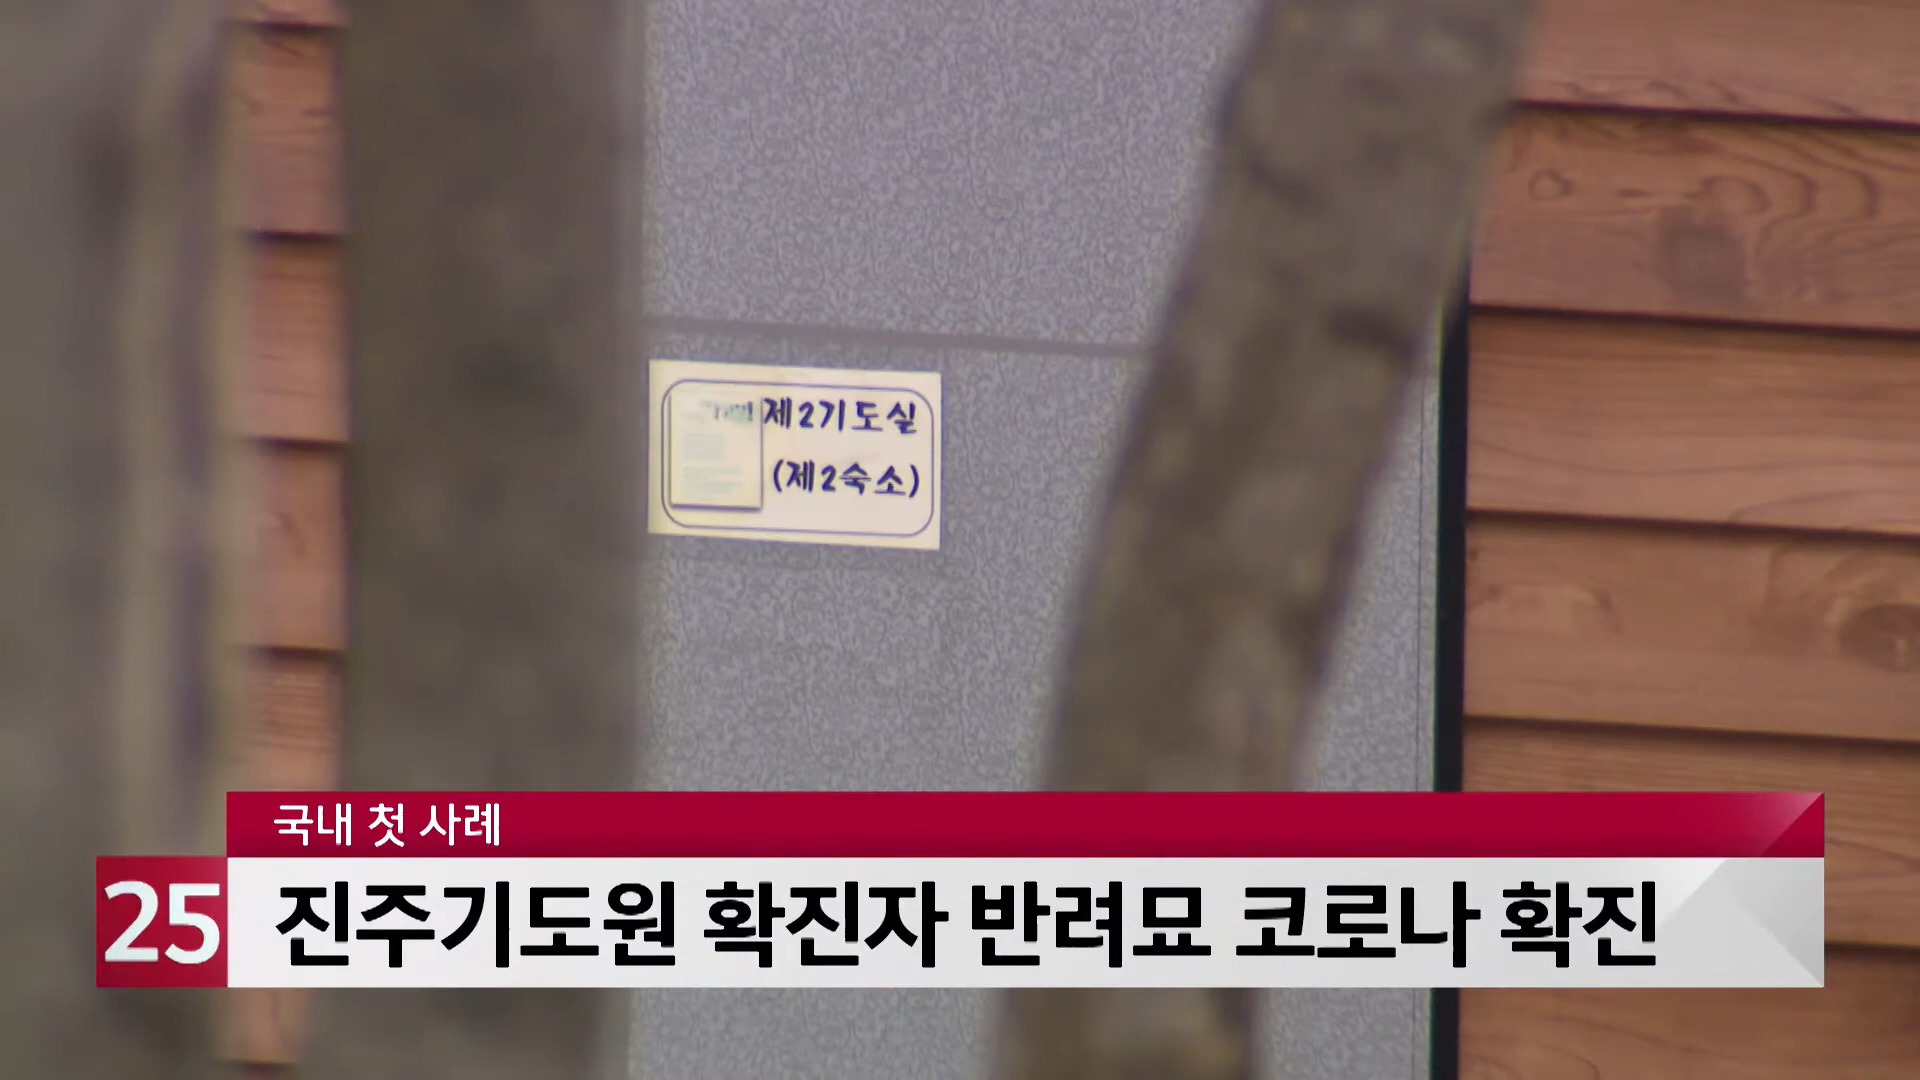 제2기도실
(제2숙소)
국내 첫 사례
25
진주기도원 확진자 반려묘 코로나 확진